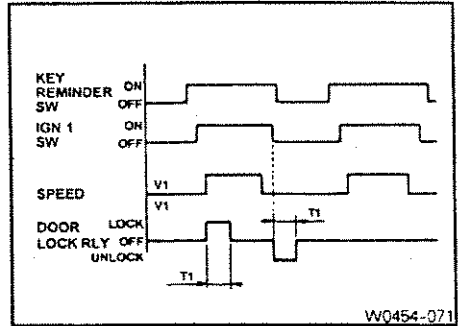 KEY
REMINDER ON
SW OFF
IGN 1 ON
SW OFF
V1
SPEED
V1
DOOR LOCK
LOCK RLY OFF
UNLOCK
T1
T1
W0454-071